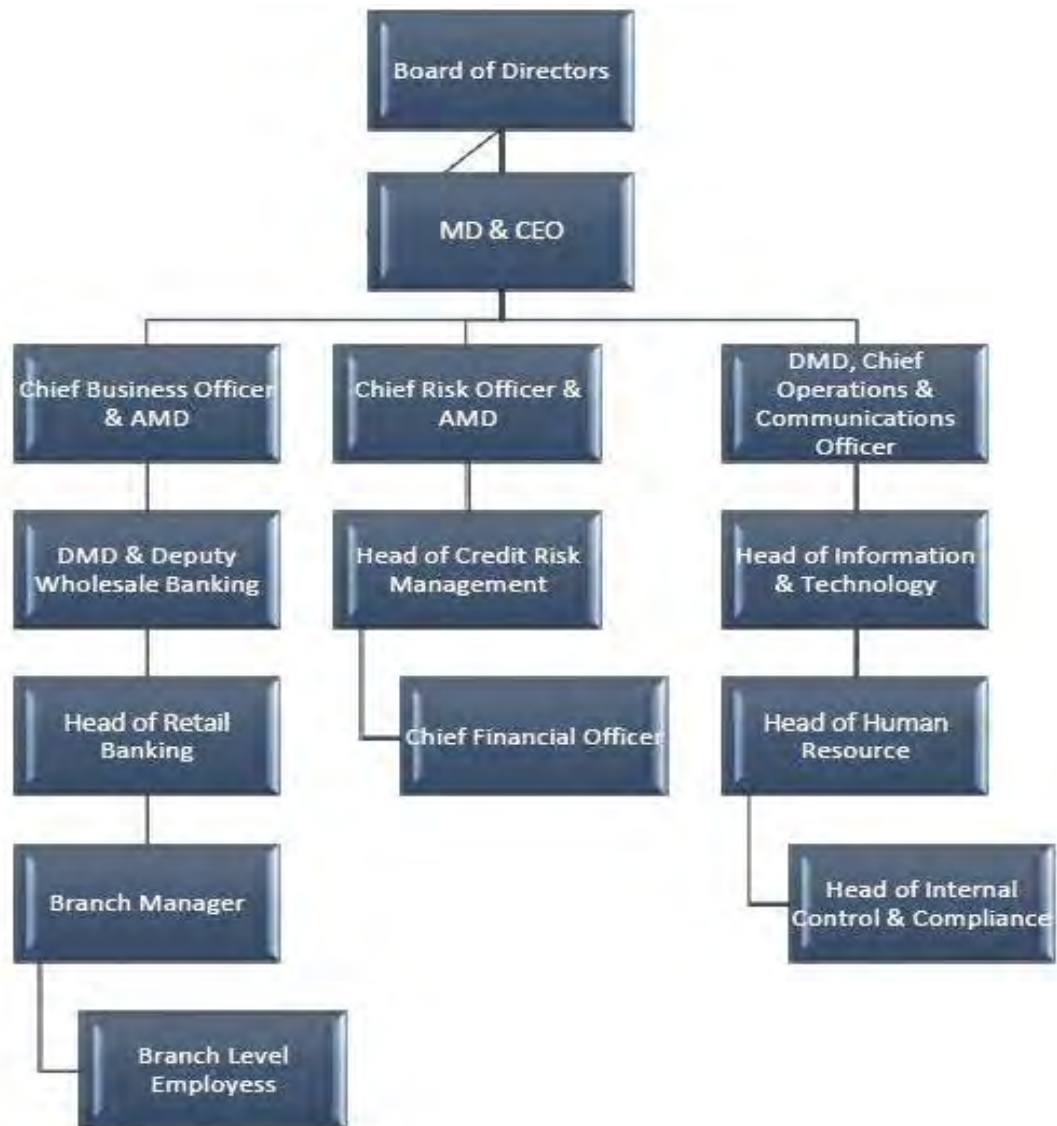 Board of Directors
MD & CEO
Chief Business Officer
& AMD
Chief Risk Officer &
AMD
DMD, Chief
Operations &
Communications
Officer
DMD & Deputy
Wholesale Banking
Head of Credit Risk
Management
Head of Information
& Technology
Head of Retail
Banking
Chief Financial Officer
Head of Human
Resource
Branch Manager
Head of Internal
Control & Compliance
Branch Level
Employess